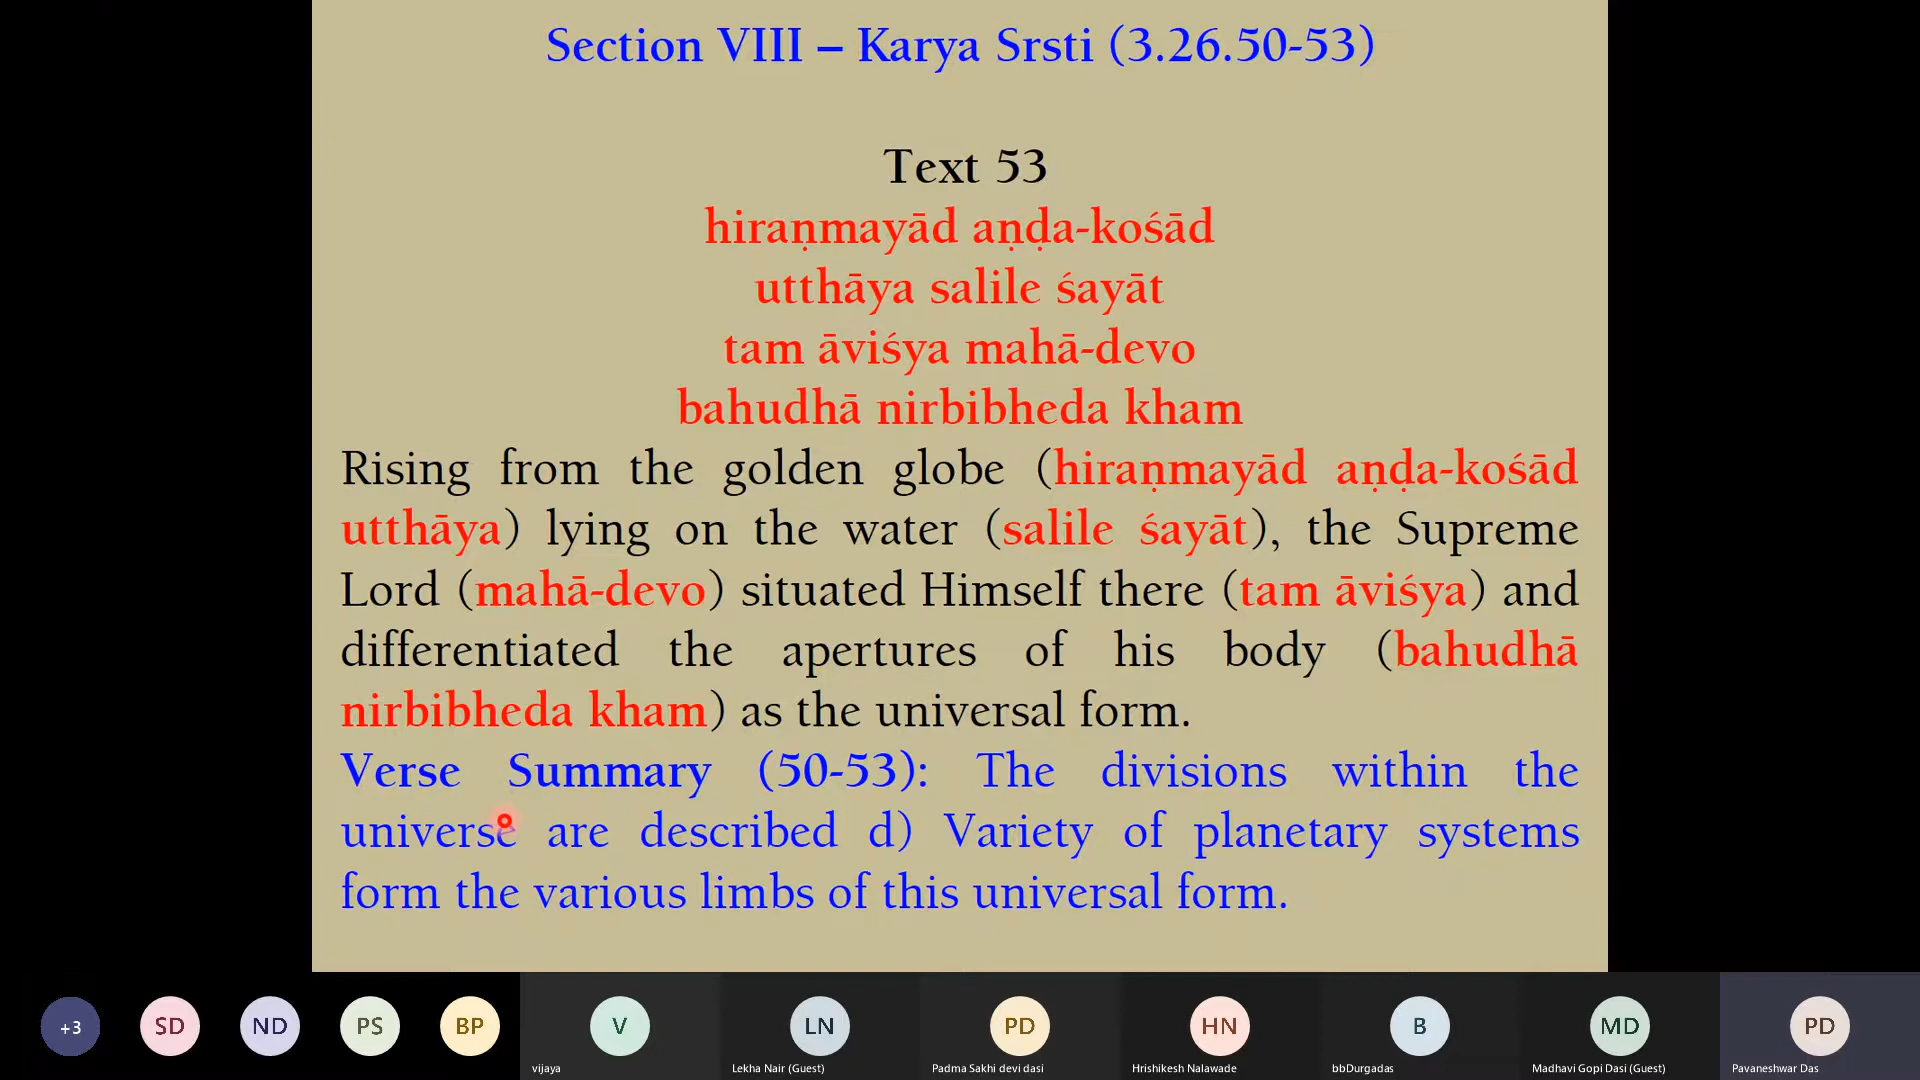 Section VIII – Karya Srsti (3.26.50-53)
Text 53
hiraṇmayād aṇḍa-kośād
utthāya salile śayāt
tam āviśya mahā-devo
bahudhā nirbibheda kham
Rising from the golden globe (hiraṇmayād aṇḍa-kośād
utthāya) lying on the water (salile śayāt), the Supreme
Lord (mahā-devo) situated Himself there (tam āviśya) and
differentiated the apertures of his body (bahudhā
nirbibheda kham) as the universal form.
Verse Summary (50-53): The divisions within the
universe are described d) Variety of planetary systems
form the various limbs of this universal form.
+3 SD ND PS BP V LN PD HN B MD PD
vijaya Lekha Nair (Guest) Padma Sakhi devi dasi Hrishikesh Nalawade bbDurgadas Madhavi Gopi Dasi (Guest) Pavaneshwar Das